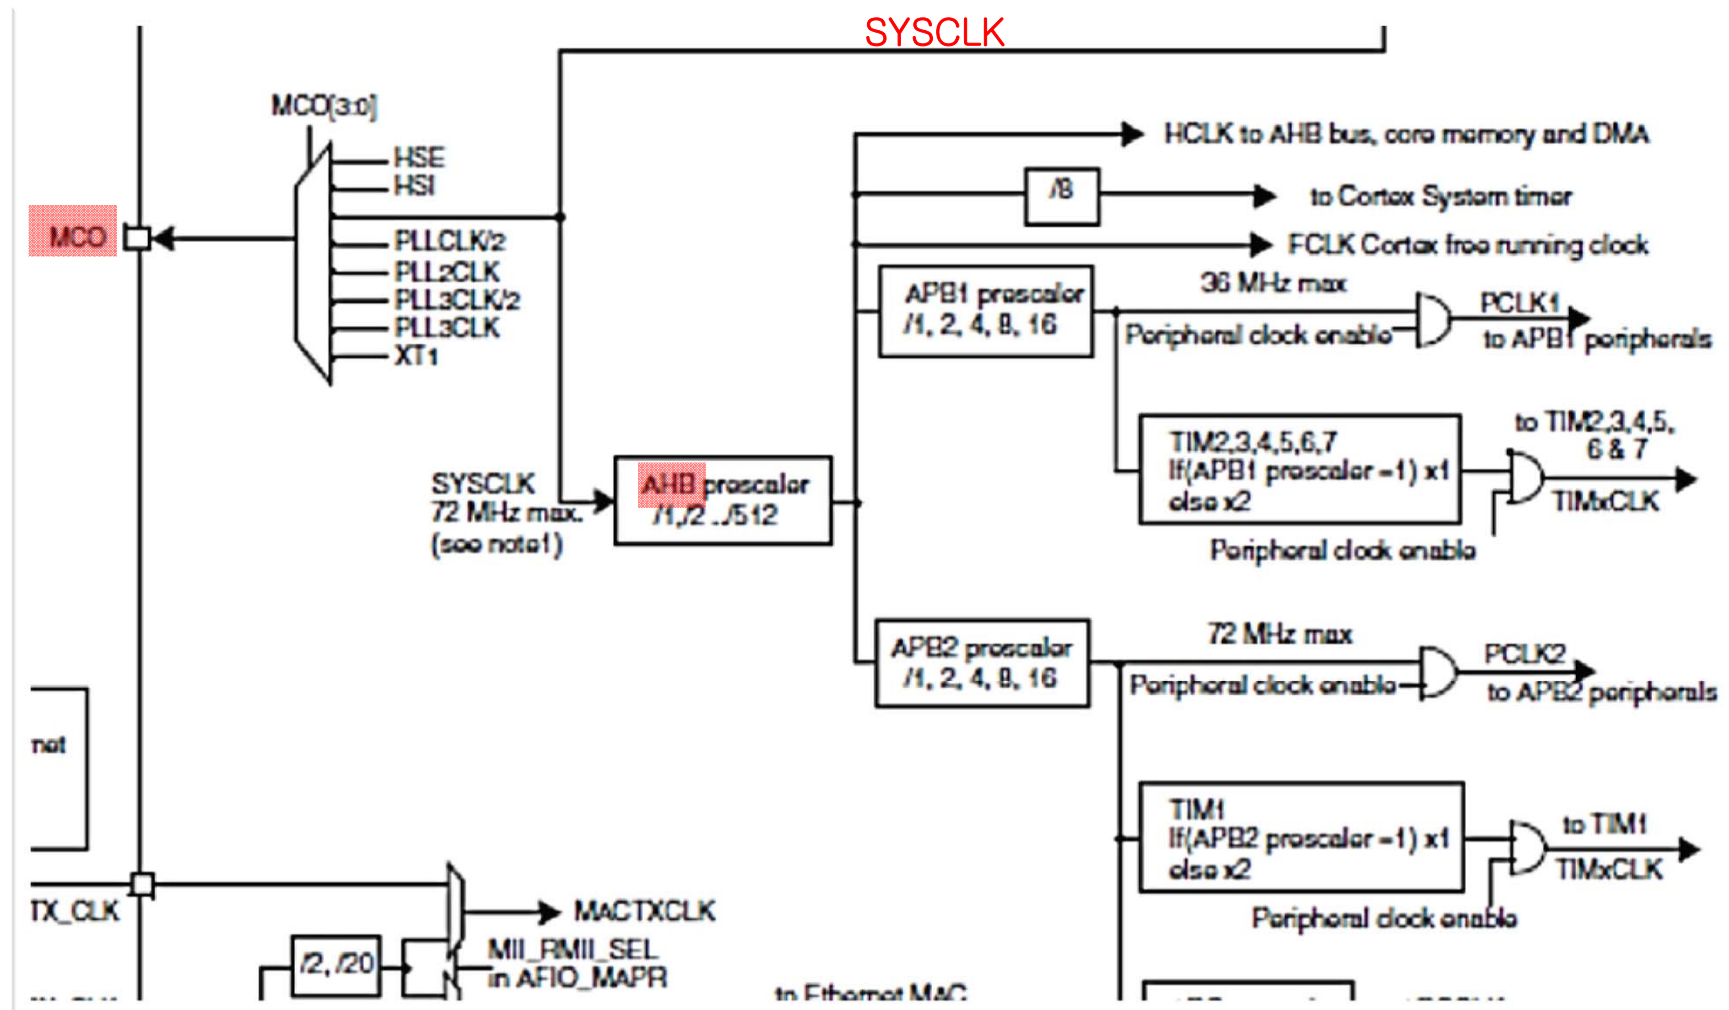 SYSCLK
MCO[3:0]
HSE
HSI
MCO
PLLCLK/2
PLL2CLK
PLL3CLK/2
PLL3CLK
XT1
HCLK to AHB bus, core memory and DMA
/8
to Cortex System timer
FCLK Cortex free running clock
APB1 prescaler
/1, 2, 4, 8, 16
36 MHz max
Peripheral clock enable
PCLK1
to APB1 peripherals
TIM2,3,4,5,6,7
If(APB1 prescaler =1) x1
else x2
to TIM2,3,4,5,
6 & 7
TIMxCLK
Peripheral clock enable
SYSCLK
72 MHz max.
(see note1)
AHB prescaler
/1,/2 ../512
APB2 prescaler
/1, 2, 4, 8, 16
72 MHz max
Peripheral clock enable
PCLK2
to APB2 peripherals
net
TIM1
If(APB2 prescaler =1) x1
else x2
to TIM1
TIMxCLK
Peripheral clock enable
TX_CLK
MACTXCLK
/2, /20
MII_RMII_SEL
in AFIO_MAPR
to Ethernet MAC